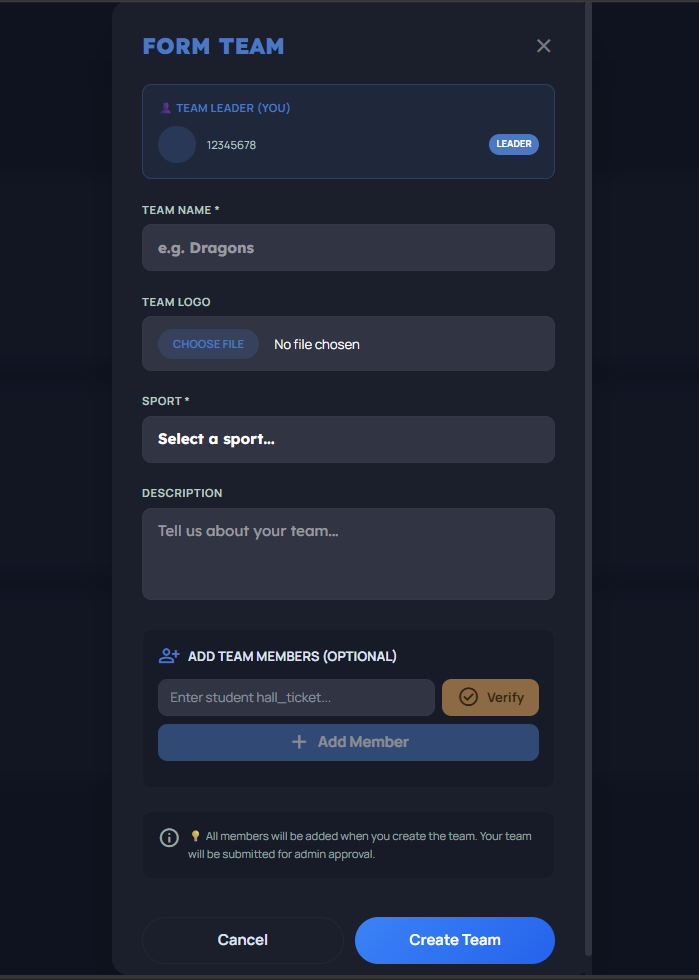 FORM TEAM
TEAM LEADER (YOU)
12345678
LEADER
TEAM NAME *
e.g. Dragons
TEAM LOGO
CHOOSE FILE No file chosen
SPORT *
Select a sport...
DESCRIPTION
Tell us about your team...
ADD TEAM MEMBERS (OPTIONAL)
Enter student hall_ticket...
Verify
Add Member
All members will be added when you create the team. Your team
will be submitted for admin approval.
Cancel
Create Team